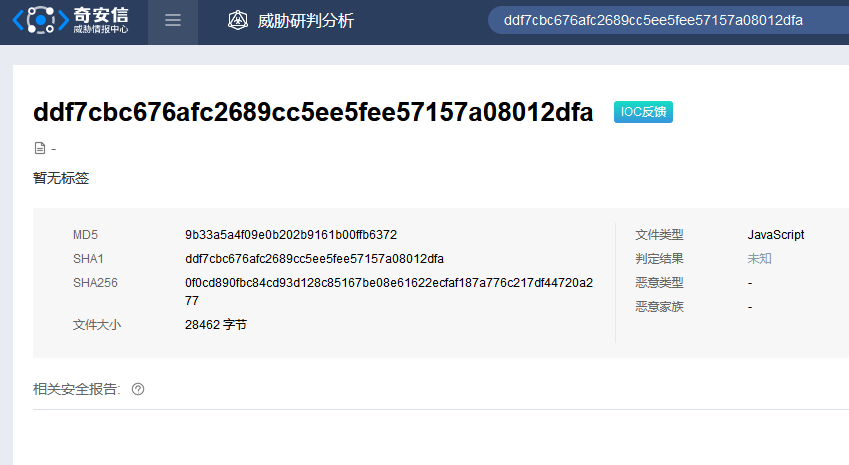 奇安信
威胁情报中心
威胁研判分析
ddf7cbc676afc2689cc5ee5fee57157a08012dfa
ddf7cbc676afc2689cc5ee5fee57157a08012dfa
IOC反馈
-
暂无标签
MD5 9b33a5a4f09e0b202b9161b00ffb6372
SHA1 ddf7cbc676afc2689cc5ee5fee57157a08012dfa
SHA256 0f0cd890fbc84cd93d128c85167be08e61622ecfaf187a776c217df44720a2
77
文件大小 28462 字节
文件类型 JavaScript
判定结果 未知
恶意类型 -
恶意家族 -
相关安全报告: